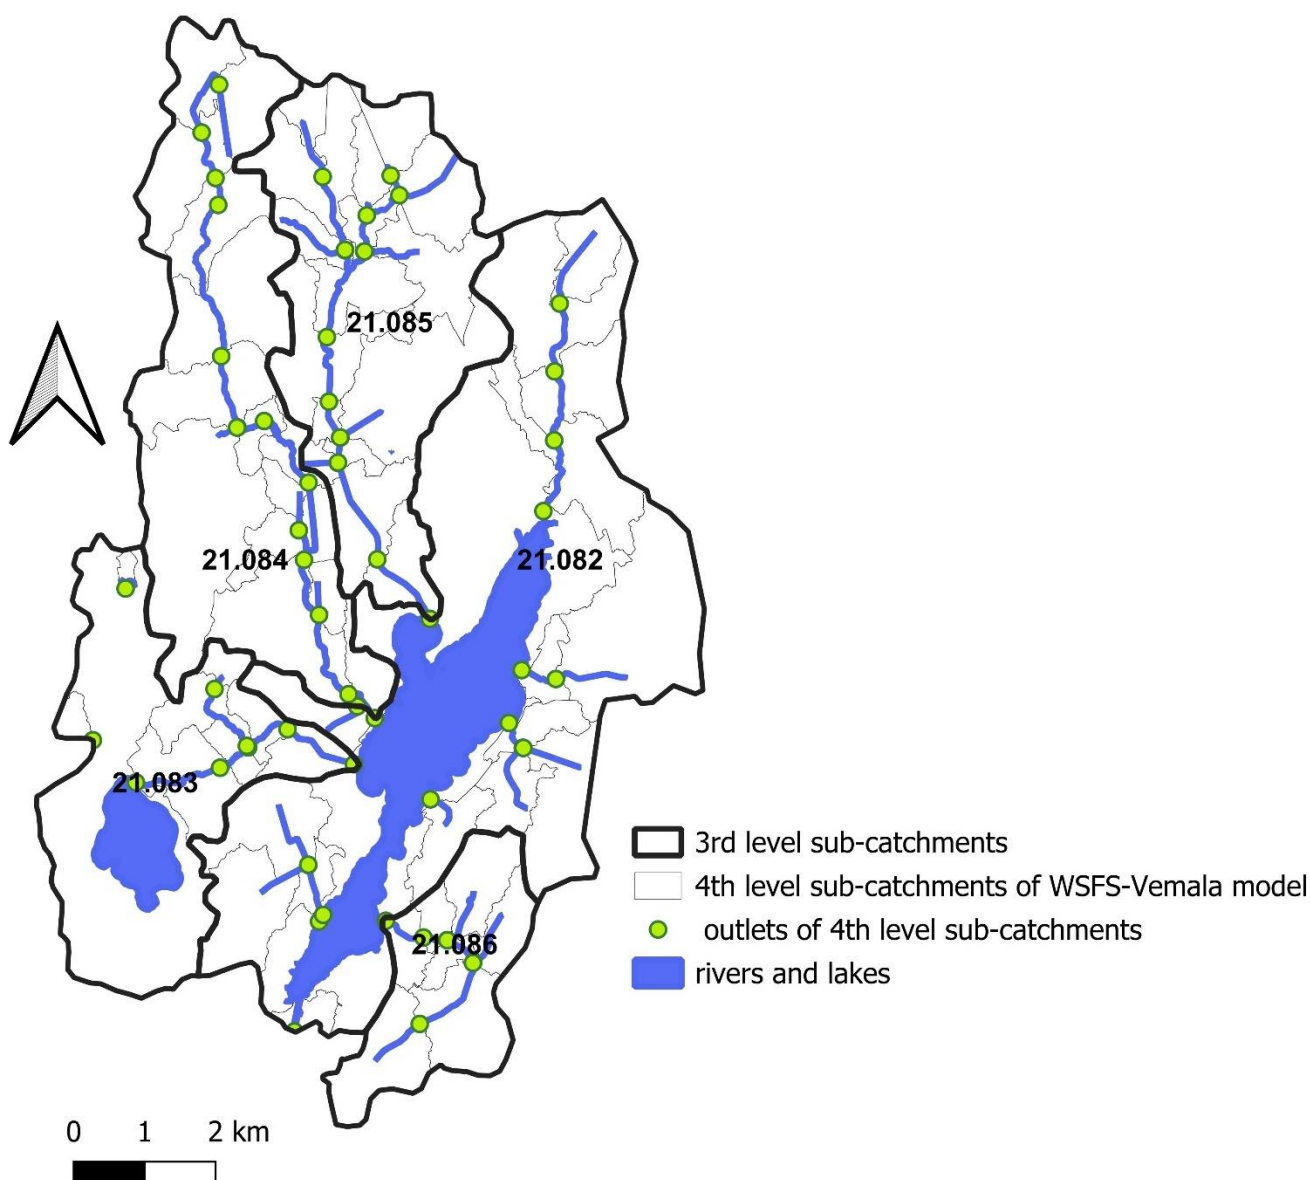 21.085
21.084
21.082
21.083
3rd level sub-catchments
4th level sub-catchments of WSFS-Vemala model
outlets of 4th level sub-catchments
21.086
rivers and lakes
0 1 2 km